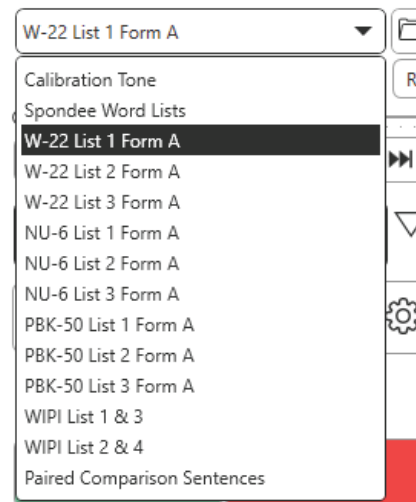 W-22 List 1 Form A
R
Calibration Tone
Spondee Word Lists
W-22 List 1 Form A
W-22 List 2 Form A
W-22 List 3 Form A
NU-6 List 1 Form A
NU-6 List 2 Form A
NU-6 List 3 Form A
PBK-50 List 1 Form A
PBK-50 List 2 Form A
PBK-50 List 3 Form A
WIPI List 1 & 3
WIPI List 2 & 4
Paired Comparison Sentences